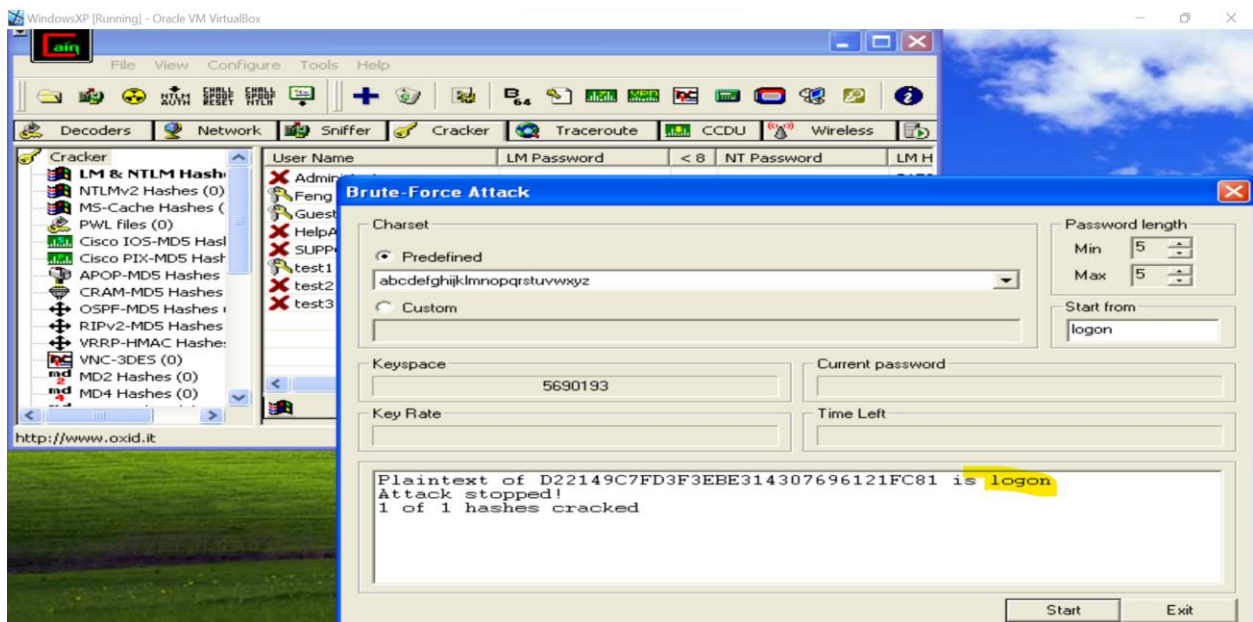 WindowsXP [Running] - Oracle VM VirtualBox
File View Configure Tools Help
Decoders Network Sniffer Cracker Traceroute CCDU Wireless
Cracker
LM & NTLM Hash
NTLMv2 Hashes (0)
MS-Cache Hashes (
PWL files (0)
Cisco IOS-MD5 Hasl
Cisco PIX-MD5 Hash
APOP-MD5 Hashes
CRAM-MD5 Hashes
OSPF-MD5 Hashes
RIPv2-MD5 Hashes
VRRP-HMAC Hashe:
VNC-3DES (0)
MD2 Hashes (0)
MD4 Hashes (0)
http://www.oxid.it
User Name LM Password < 8 NT Password LM H
Feng
Guest
HelpA
SUPP
test1
test2
test3
Brute-Force Attack
Charset
Predefined
abcdefghijklmnopqrstuvwxyz
Custom
Password length
Min 5
Max 5
Start from
logon
Keyspace
5690193
Current password
Key Rate
Time Left
Plaintext of D22149C7FD3F3EBE314307696121FC81 is logon
Attack stopped!
1 of 1 hashes cracked
Start Exit